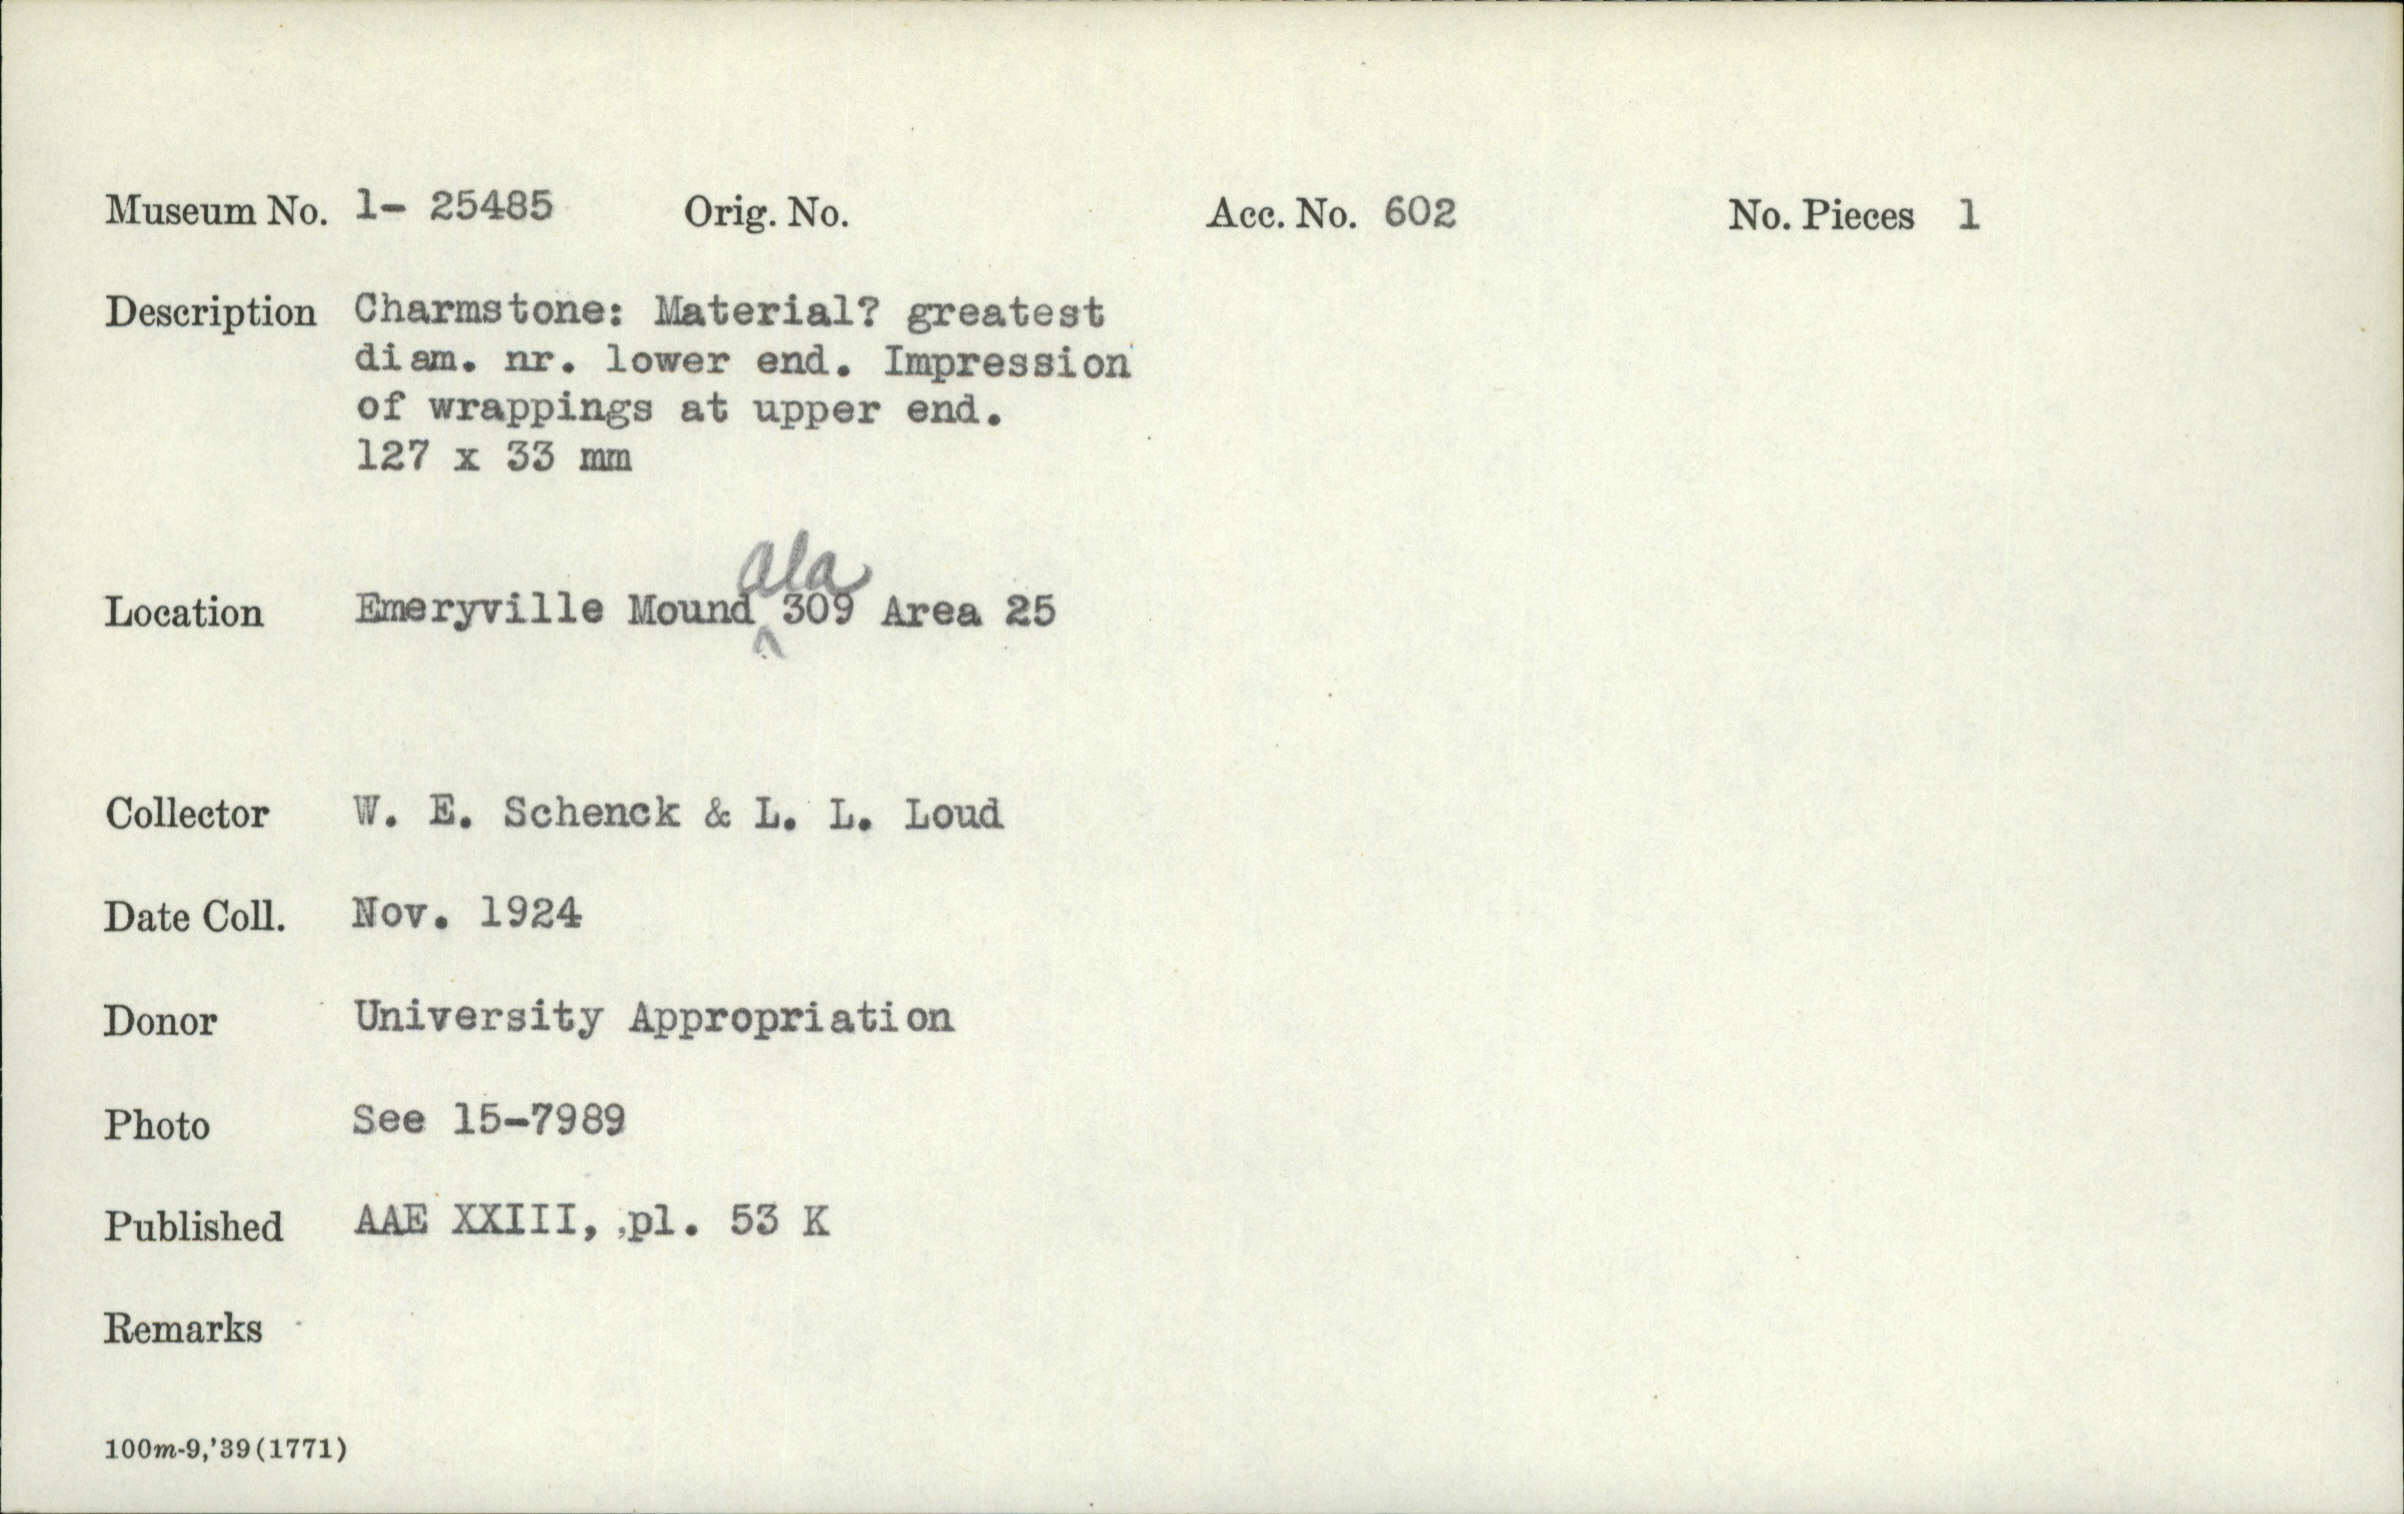 Museum No. 1- 25485 Orig. No. Acc. No. 602 No. Pieces 1
Description Charmstone: Material? greatest
diam. nr. lower end. Impression
of wrappings at upper end.
127 x 33 mm
Location Emeryville Mound ^ Ala 309 Area 25
Collector W. E. Schenck & L. L. Loud
Date Coll. Nov. 1924
Donor University Appropriation
Photo See 15-7989
Published AAE XXIII, ,pl. 53 K
Remarks
100m-9,'39(1771)